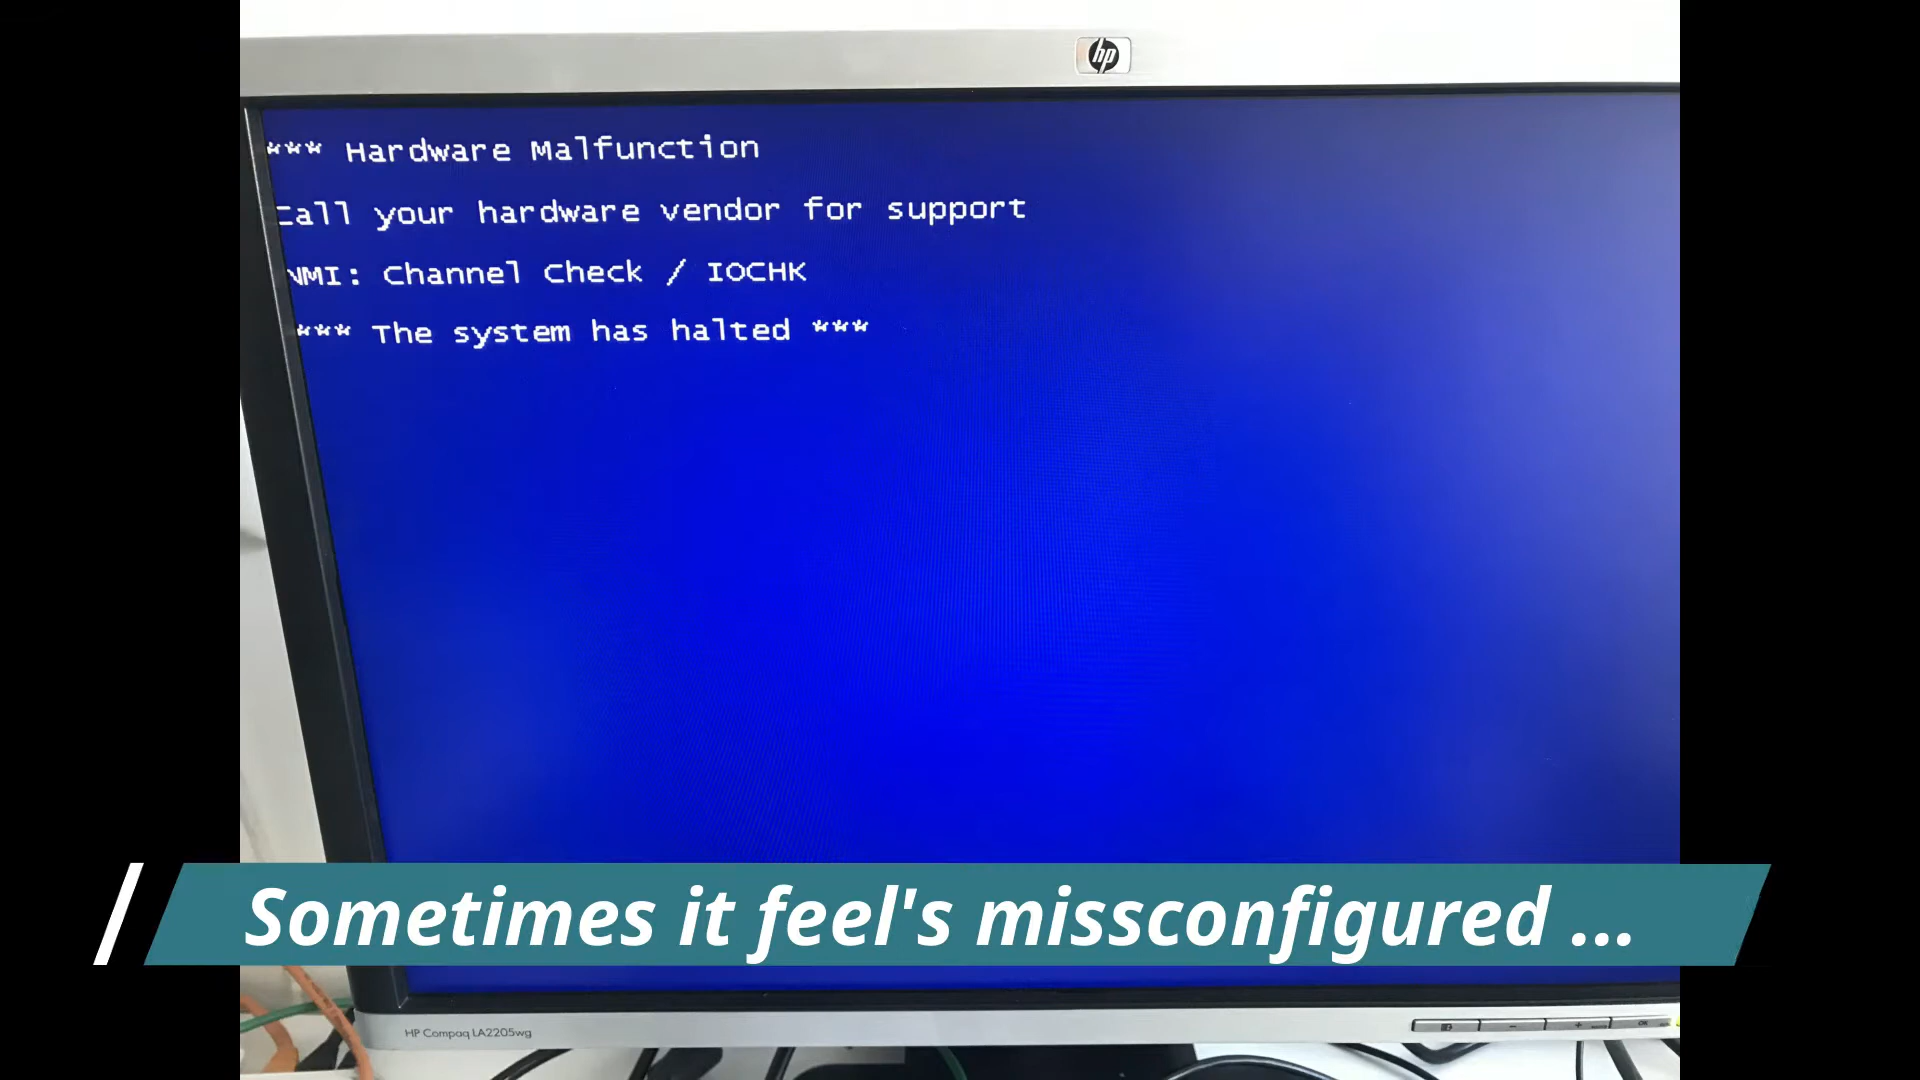 hp
*** Hardware Malfunction
Call your hardware vendor for support
NMI: Channel Check / IOCHK
*** The system has halted ***
Sometimes it feel's missconfigured ...
HP Compaq LA2205wg